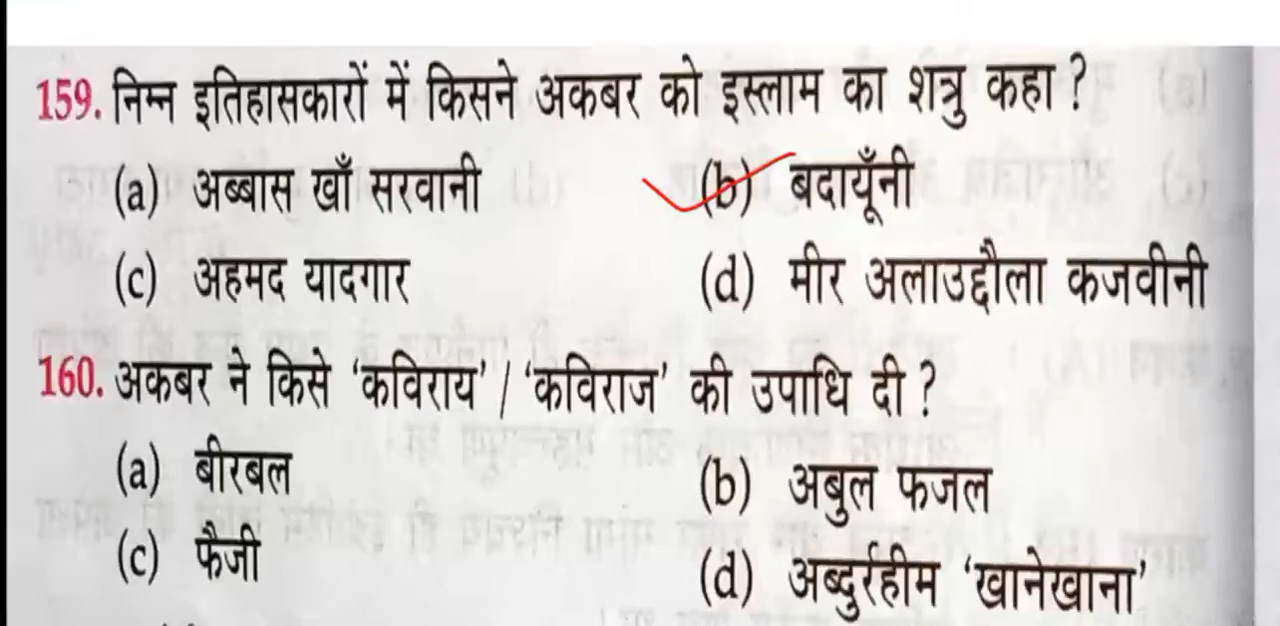 159. निम्न इतिहासकारों में किसने अकबर को इस्लाम का शत्रु कहा ?
(a) अब्बास खाँ सरवानी (b) बदायूँनी
(c) अहमद यादगार (d) मीर अलाउद्दौला कजवीनी
160. अकबर ने किसे ‘कविराय’ / ‘कविराज’ की उपाधि दी ?
(a) बीरबल (b) अबुल फजल
(c) फैजी (d) अब्दुर्रहीम ‘खानेखाना’